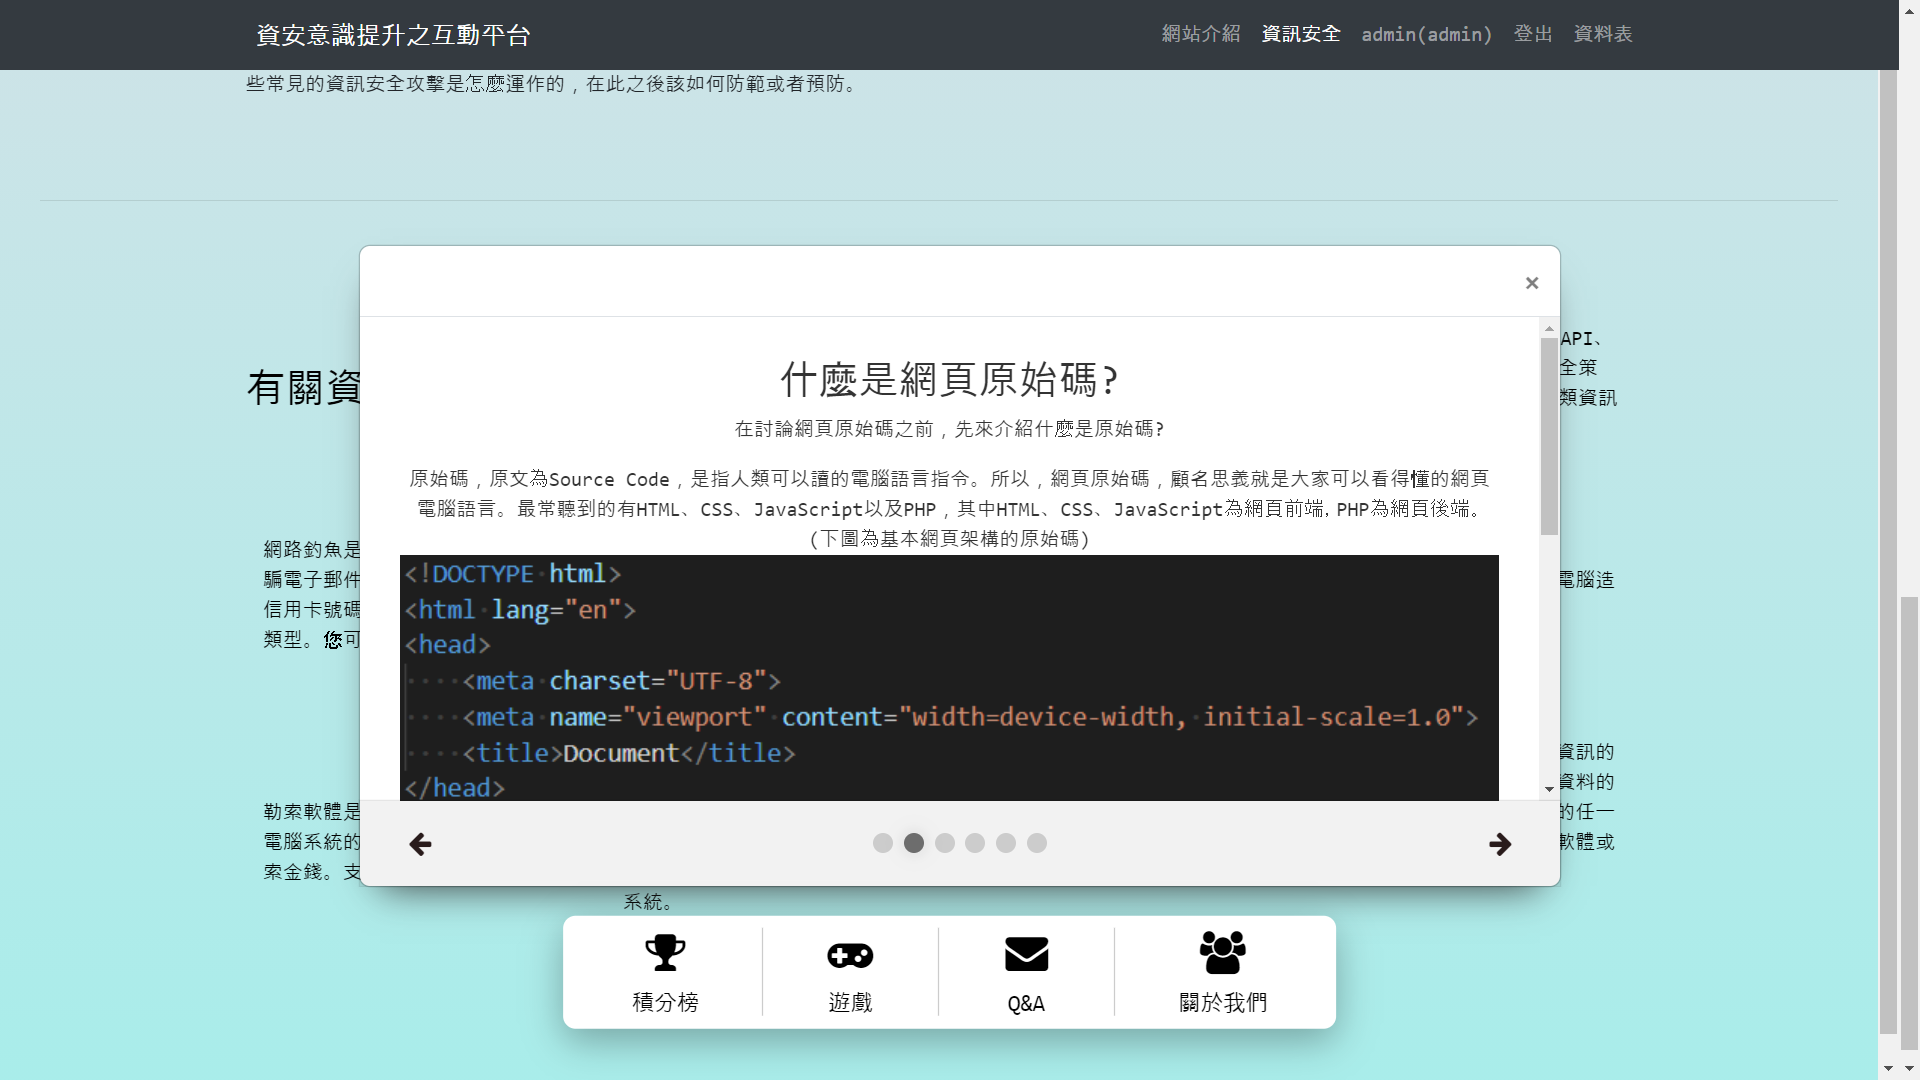 資安意識提升之互動平台
網站介紹 資訊安全 admin(admin) 登出 資料表
些常見的資訊安全攻擊是怎麼運作的，在此之後該如何防範或者預防。
×
API、
全策
有關資
類資訊
什麼是網頁原始碼?
在討論網頁原始碼之前，先來介紹什麼是原始碼?
原始碼，原文為Source Code，是指人類可以讀的電腦語言指令。所以，網頁原始碼，顧名思義就是大家可以看得懂的網頁
電腦語言。最常聽到的有HTML、CSS、JavaScript以及PHP，其中HTML、CSS、JavaScript為網頁前端，PHP為網頁後端。
(下圖為基本網頁架構的原始碼)
<!DOCTYPE html>
<html lang="en">
<head>
<meta charset="UTF-8">
<meta name="viewport" content="width=device-width, initial-scale=1.0">
<title>Document</title>
</head>
網路釣魚是
騙電子郵件
信用卡號碼
類型。您可
電腦造
資訊的
資料的
勒索軟體是
的任一
電腦系統的
軟體或
索金錢。支
系統。
積分榜
遊戲
Q&A
關於我們